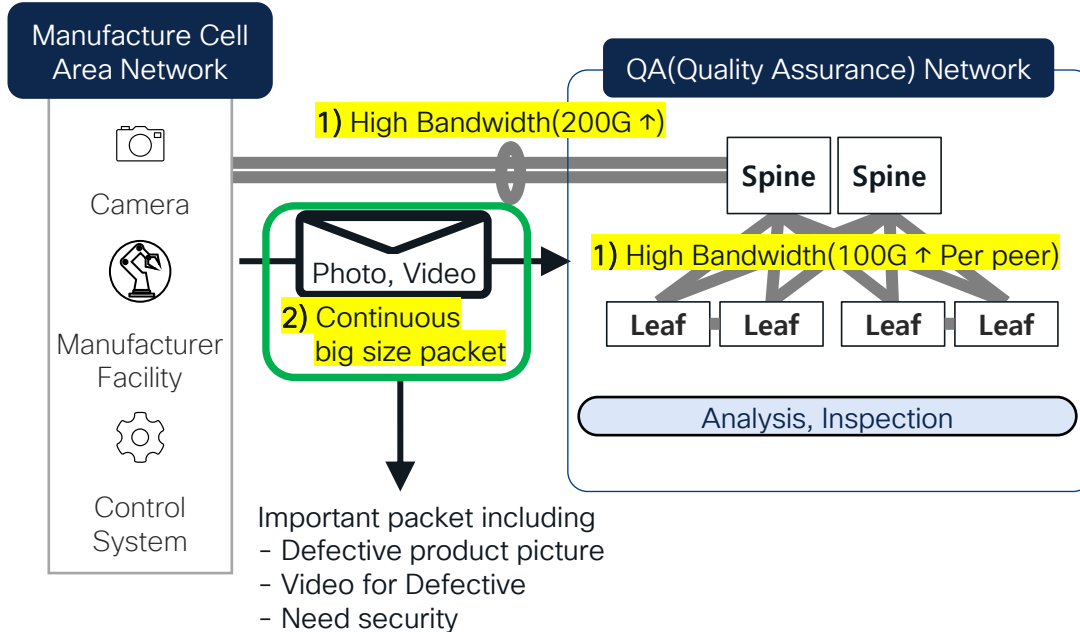 Manufacture Cell
Area Network
Camera
Manufacturer
Facility
Control
System
1) High Bandwidth(200G ↑)
Photo, Video
2) Continuous
big size packet
Important packet including
- Defective product picture
- Video for Defective
- Need security
QA(Quality Assurance) Network
Spine Spine
1) High Bandwidth(100G ↑ Per peer)
Leaf Leaf Leaf Leaf
Analysis, Inspection